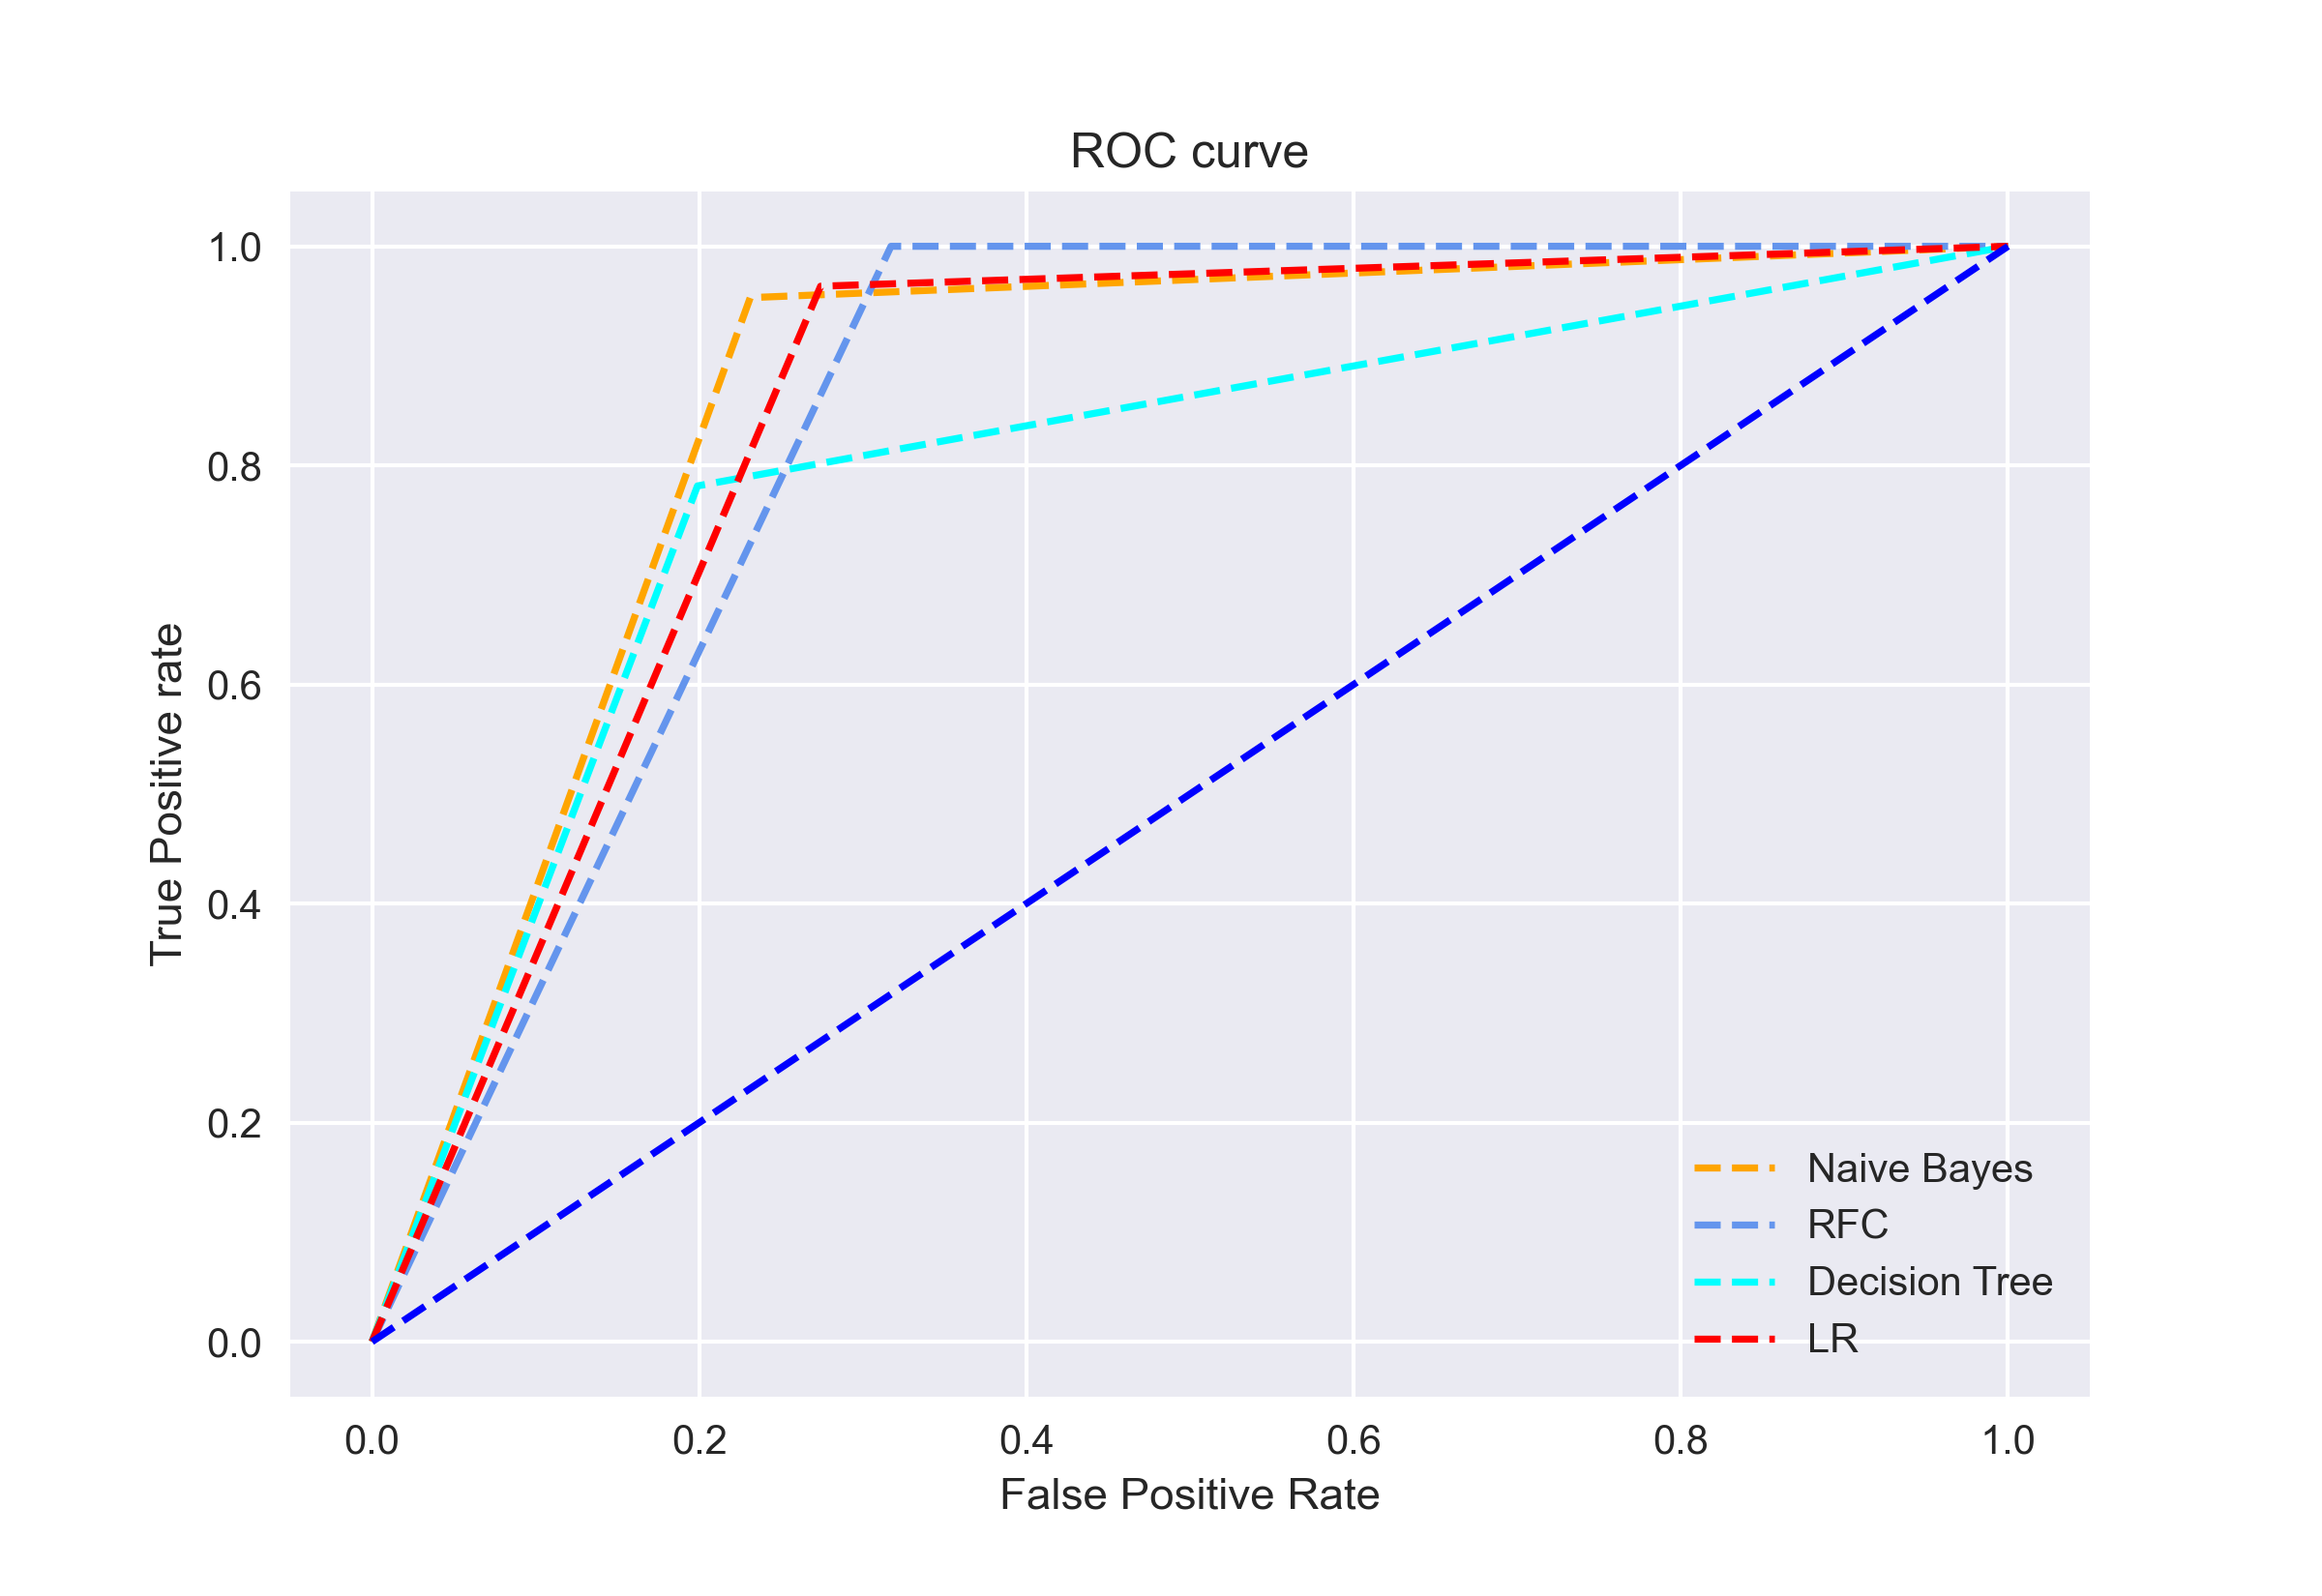 ROC curve
1.0
0.8
0.6
0.4
0.2
0.0
True Positive rate
0.0 0.2 0.4 0.6 0.8 1.0
False Positive Rate
Naive Bayes
RFC
Decision Tree
LR